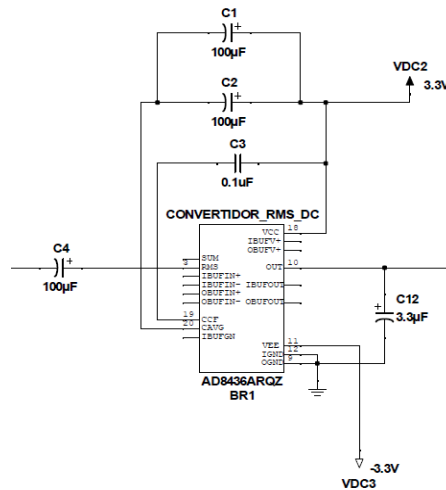 C1
+
100µF
C2
+
100µF
VDC2
3.3V
C3
0.1uF
CONVERTIDOR_RMS_DC
VCC 18
IBUFV+
OBUFV+
SUM
C4
+
100µF
3 RMS
OUT 10
IBUFIN+
IBUFIN- IBUFOUT
OBUFIN+
OBUFIN- OBUFOUT
C12
+
3.3µF
19 CCF
20 CAVG
IBUFGN
VEE 11
IGND 12
OGND 9
AD8436ARQZ
BR1
-3.3V
VDC3